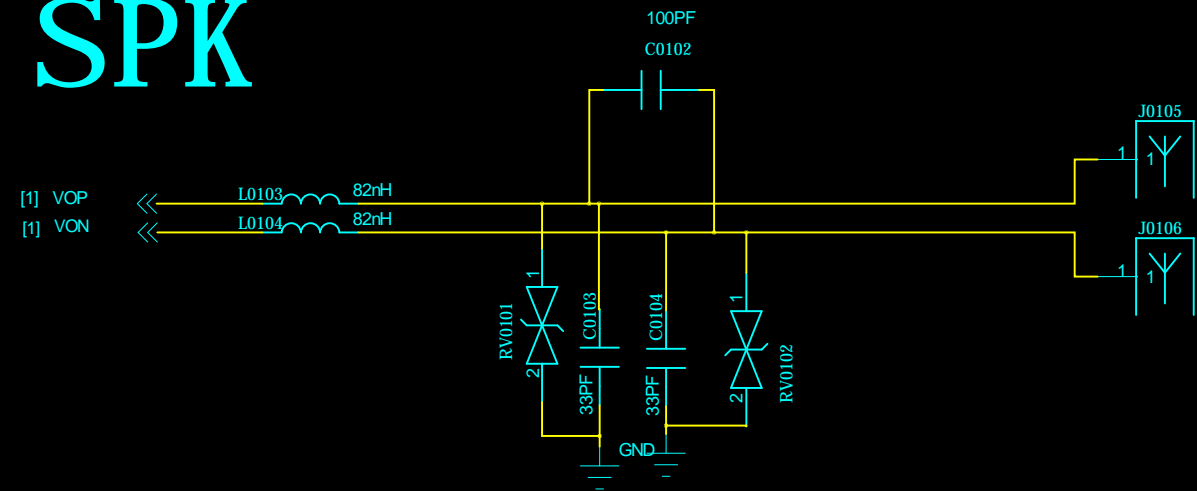 SPK
100PF
C0102
J0105
1
1
[1] VOP
L0103
82nH
[1] VON
L0104
82nH
J0106
1
1
RV0101
1
2
C0103
33PF
C0104
33PF
1
2
RV0102
GND